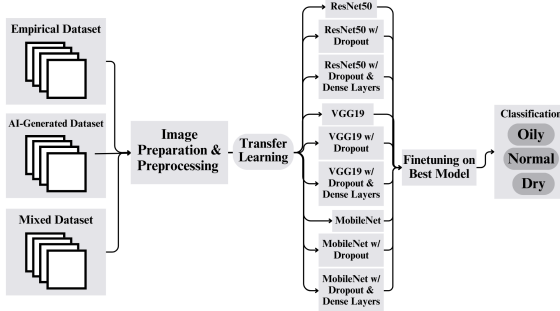 Empirical Dataset
AI-Generated Dataset
Mixed Dataset
Image
Preparation &
Preprocessing
Transfer
Learning
ResNet50
ResNet50 w/
Dropout
ResNet50 w/
Dropout &
Dense Layers
VGG19
VGG19 w/
Dropout
VGG19 w/
Dropout &
Dense Layers
MobileNet
MobileNet w/
Dropout
MobileNet w/
Dropout &
Dense Layers
Finetuning on
Best Model
Classification
Oily
Normal
Dry